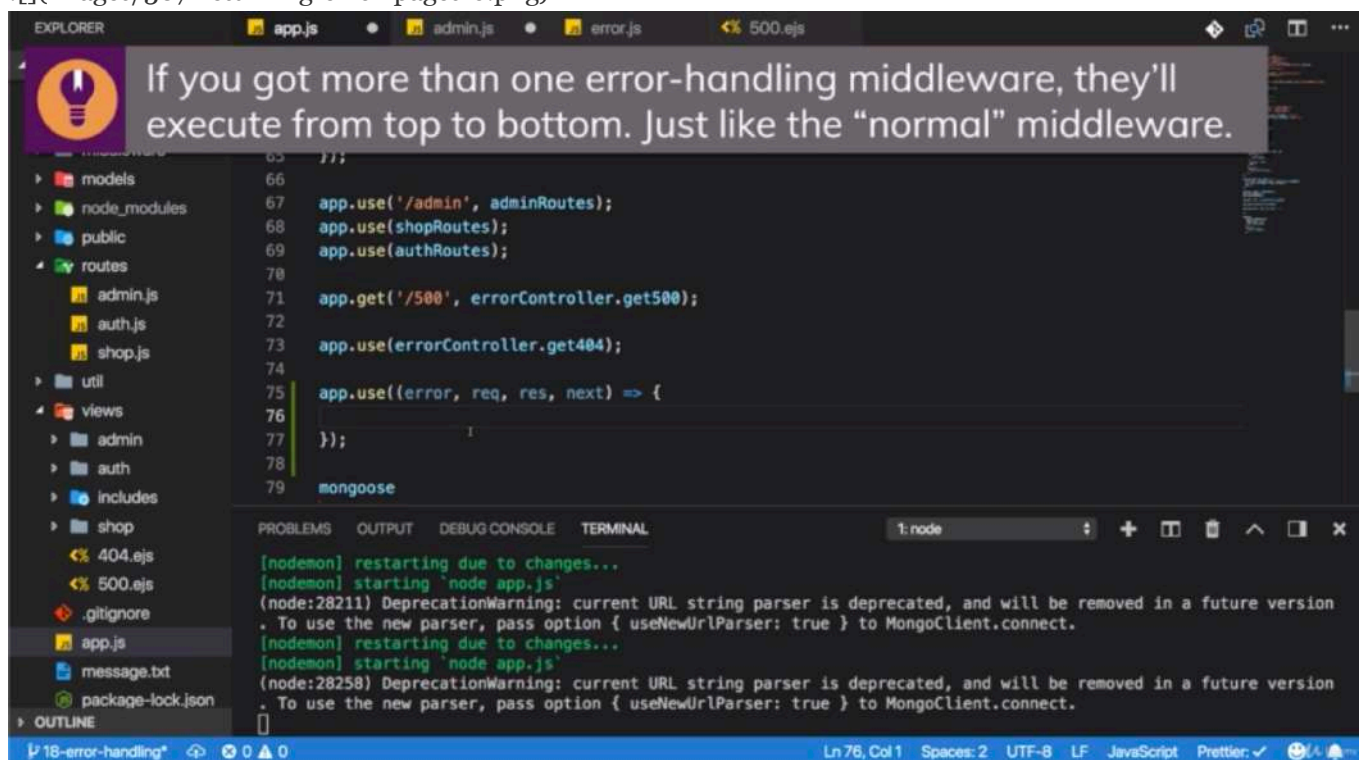 EXPLORER
app.js
admin.js
error.js
500.ejs
If you got more than one error-handling middleware, they'll
execute from top to bottom. Just like the "normal" middleware.
65 });
models
66
node_modules
67 app.use('/admin', adminRoutes);
public
68 app.use(shopRoutes);
routes
69 app.use(authRoutes);
70
admin.js
71 app.get('/500', errorController.get500);
auth.js
72
shop.js
73 app.use(errorController.get404);
74
util
75 app.use((error, req, res, next) => {
views
76
admin
77 });
auth
78
includes
79 mongoose
shop
PROBLEMS OUTPUT DEBUG CONSOLE TERMINAL 1: node
404.ejs
[nodemon] restarting due to changes...
500.ejs
[nodemon] starting `node app.js`
.gitignore
(node:28211) DeprecationWarning: current URL string parser is deprecated, and will be removed in a future version
. To use the new parser, pass option { useNewUrlParser: true } to MongoClient.connect.
app.js
[nodemon] restarting due to changes...
message.txt
[nodemon] starting `node app.js`
package-lock.json
(node:28258) DeprecationWarning: current URL string parser is deprecated, and will be removed in a future version
. To use the new parser, pass option { useNewUrlParser: true } to MongoClient.connect.
OUTLINE
18-error-handling* 0 0 Ln 76, Col 1 Spaces: 2 UTF-8 LF JavaScript Prettier: ✓